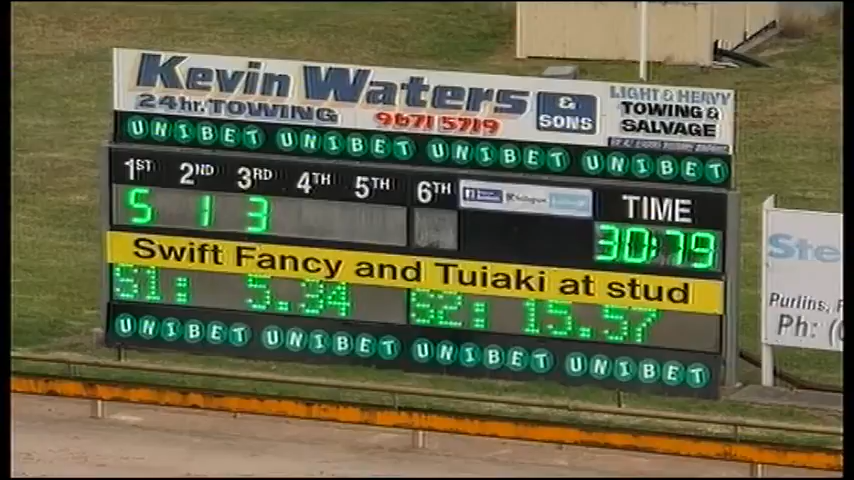 Kevin Waters & SONS
24hr. TOWING 9671 5719
LIGHT & HEAVY
TOWING &
SALVAGE
UNIBET UNIBET UNIBET UNIBET UNIBET UNIBET
1ST 2ND 3RD 4TH 5TH 6TH TIME
5 1 3 30:79
Swift Fancy and Tuiaki at stud
S1: 5.34 S2: 15.57
UNIBET UNIBET UNIBET UNIBET UNIBET UNIBET
Ste
Purlins,
Ph: (